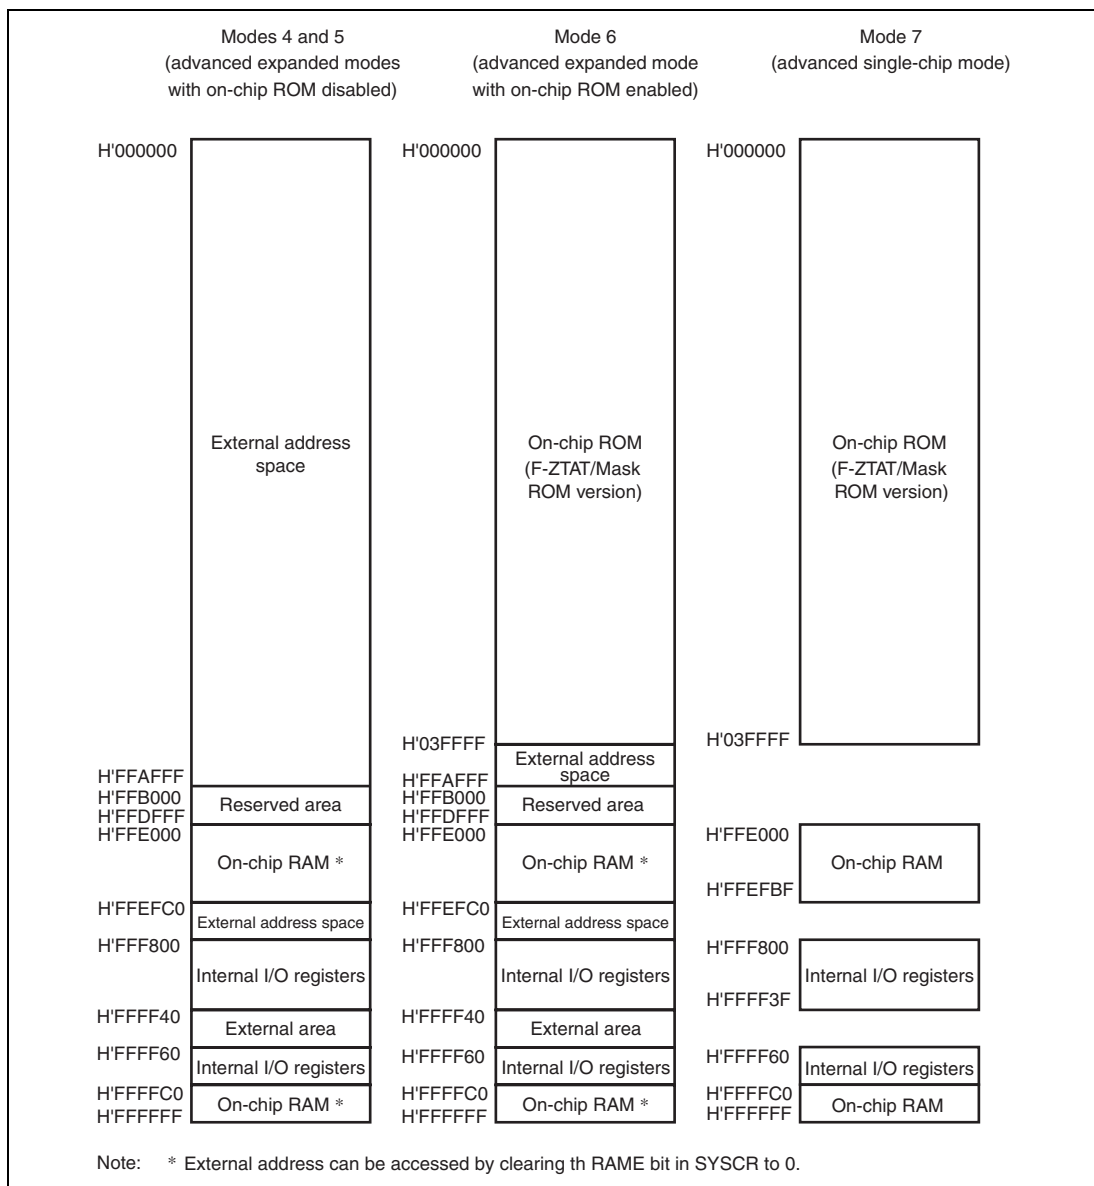 Modes 4 and 5
(advanced expanded modes
with on-chip ROM disabled)
H'000000
External address
space
H'FFAFFF
H'FFB000
Reserved area
H'FFDFFF
H'FFE000
On-chip RAM *
H'FFEFC0
External address space
H'FFF800
Internal I/O registers
H'FFFF40
External area
H'FFFF60
Internal I/O registers
H'FFFFC0
On-chip RAM *
H'FFFFFF
Mode 6
(advanced expanded mode
with on-chip ROM enabled)
H'000000
On-chip ROM
(F-ZTAT/Mask
ROM version)
H'03FFFF
External address
space
H'FFAFFF
H'FFB000
Reserved area
H'FFDFFF
H'FFE000
On-chip RAM *
H'FFEFC0
External address space
H'FFF800
Internal I/O registers
H'FFFF40
External area
H'FFFF60
Internal I/O registers
H'FFFFC0
On-chip RAM *
H'FFFFFF
Mode 7
(advanced single-chip mode)
H'000000
On-chip ROM
(F-ZTAT/Mask
ROM version)
H'03FFFF
H'FFE000
On-chip RAM
H'FFEFBF
H'FFF800
Internal I/O registers
H'FFFF3F
H'FFFF60
Internal I/O registers
H'FFFFC0
On-chip RAM
H'FFFFFF
Note: * External address can be accessed by clearing th RAME bit in SYSCR to 0.